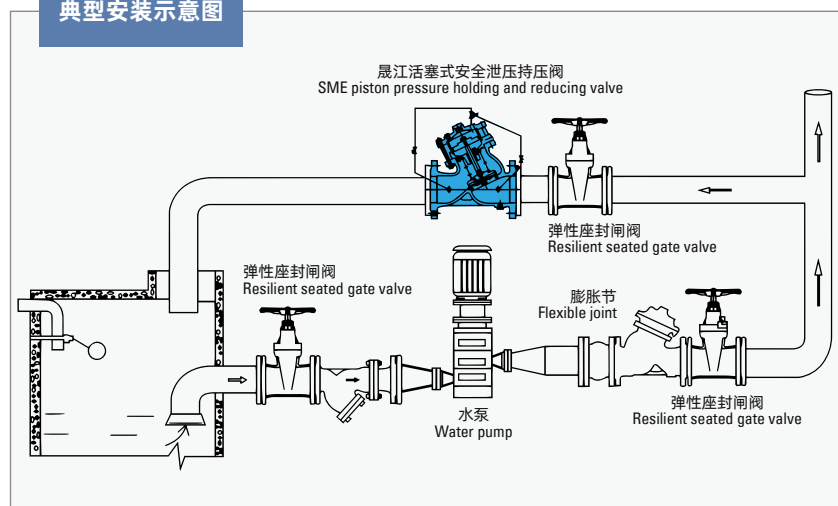 典型安装示意图
晟江活塞式安全泄压持压阀
SME piston pressure holding and reducing valve
弹性座封闸阀
Resilient seated gate valve
弹性座封闸阀
Resilient seated gate valve
膨胀节
Flexible joint
水泵
Water pump
弹性座封闸阀
Resilient seated gate valve